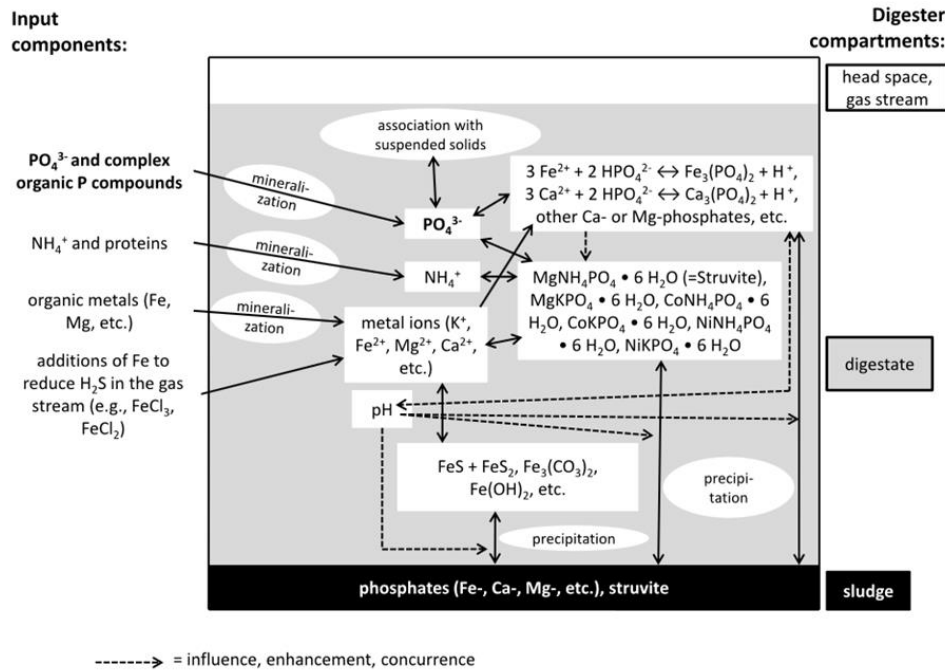 Input
components:
Digester
compartments:
head space,
gas stream
association with
suspended solids
PO₄³⁻ and complex
organic P compounds
minerali-
zation
3 Fe²⁺ + 2 HPO₄²⁻ ↔ Fe₃(PO₄)₂ + H⁺,
3 Ca²⁺ + 2 HPO₄²⁻ ↔ Ca₃(PO₄)₂ + H⁺,
other Ca- or Mg-phosphates, etc.
PO₄³⁻
NH₄⁺ and proteins
minerali-
zation
NH₄⁺
MgNH₄PO₄ • 6 H₂O (=Struvite),
MgKPO₄ • 6 H₂O, CoNH₄PO₄ • 6
H₂O, CoKPO₄ • 6 H₂O, NiNH₄PO₄
• 6 H₂O, NiKPO₄ • 6 H₂O
organic metals (Fe,
Mg, etc.)
minerali-
zation
metal ions (K⁺,
Fe²⁺, Mg²⁺, Ca²⁺,
etc.)
additions of Fe to
reduce H₂S in the gas
stream (e.g., FeCl₃,
FeCl₂)
digestate
pH
FeS + FeS₂, Fe₃(CO₃)₂,
Fe(OH)₂, etc.
precipi-
tation
precipitation
phosphates (Fe-, Ca-, Mg-, etc.), struvite
sludge
= influence, enhancement, concurrence